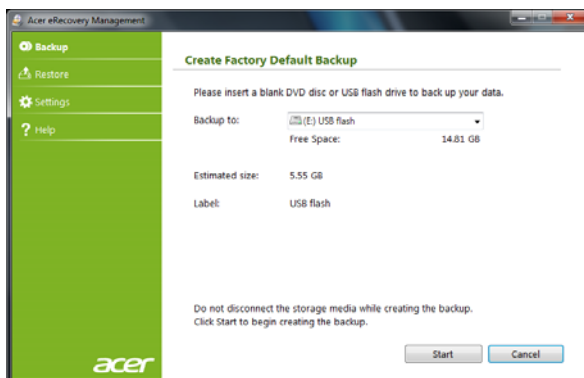 Acer eRecovery Management
Backup
Restore
Settings
? Help
Create Factory Default Backup
Please insert a blank DVD disc or USB flash drive to back up your data.
Backup to: (E:) USB flash
Free Space: 14.81 GB
Estimated size: 5.55 GB
Label: USB flash
Do not disconnect the storage media while creating the backup.
Click Start to begin creating the backup.
Start Cancel
acer